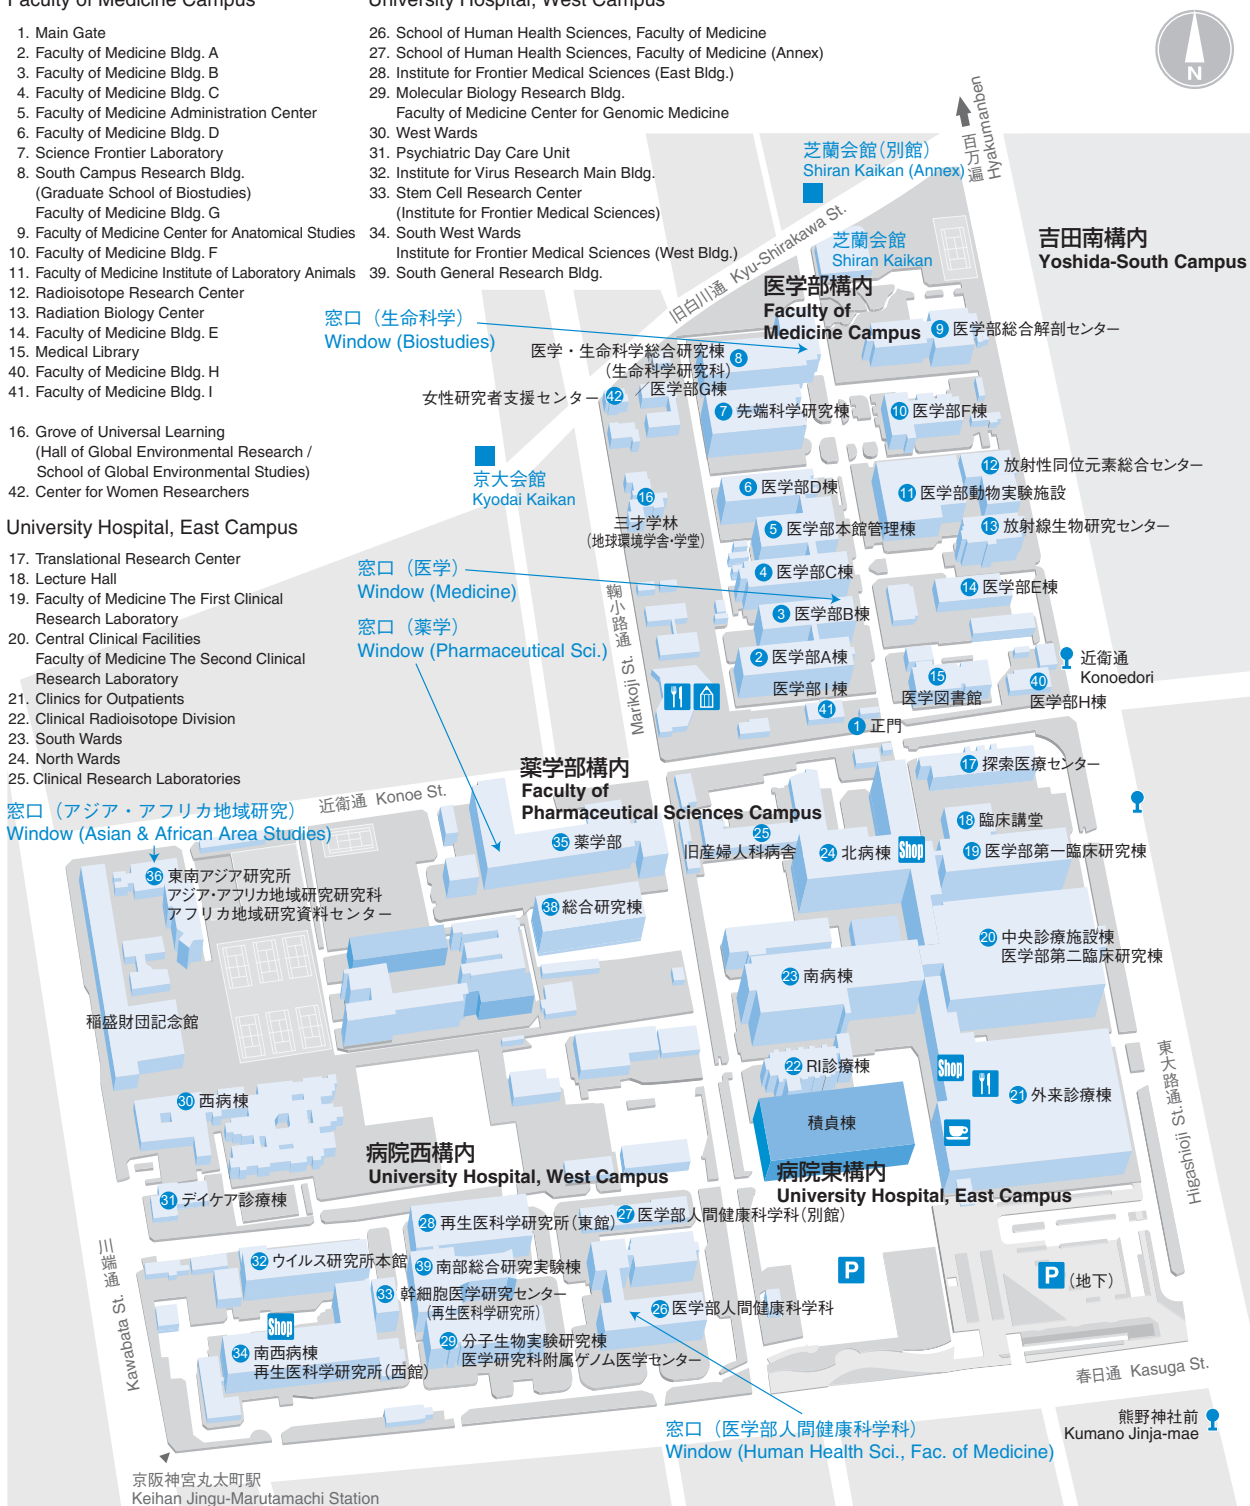 Faculty of Medicine Campus
1. Main Gate
2. Faculty of Medicine Bldg. A
3. Faculty of Medicine Bldg. B
4. Faculty of Medicine Bldg. C
5. Faculty of Medicine Administration Center
6. Faculty of Medicine Bldg. D
7. Science Frontier Laboratory
8. South Campus Research Bldg.
(Graduate School of Biostudies)
Faculty of Medicine Bldg. G
9. Faculty of Medicine Center for Anatomical Studies
10. Faculty of Medicine Bldg. F
11. Faculty of Medicine Institute of Laboratory Animals
12. Radioisotope Research Center
13. Radiation Biology Center
14. Faculty of Medicine Bldg. E
15. Medical Library
40. Faculty of Medicine Bldg. H
41. Faculty of Medicine Bldg. I
16. Grove of Universal Learning
(Hall of Global Environmental Research /
School of Global Environmental Studies)
42. Center for Women Researchers
University Hospital, East Campus
17. Translational Research Center
18. Lecture Hall
19. Faculty of Medicine The First Clinical
Research Laboratory
20. Central Clinical Facilities
Faculty of Medicine The Second Clinical
Research Laboratory
21. Clinics for Outpatients
22. Clinical Radioisotope Division
23. South Wards
24. North Wards
25. Clinical Research Laboratories
University Hospital, West Campus
26. School of Human Health Sciences, Faculty of Medicine
27. School of Human Health Sciences, Faculty of Medicine (Annex)
28. Institute for Frontier Medical Sciences (East Bldg.)
29. Molecular Biology Research Bldg.
Faculty of Medicine Center for Genomic Medicine
30. West Wards
31. Psychiatric Day Care Unit
32. Institute for Virus Research Main Bldg.
33. Stem Cell Research Center
(Institute for Frontier Medical Sciences)
34. South West Wards
Institute for Frontier Medical Sciences (West Bldg.)
39. South General Research Bldg.
N
百万遍
Hyakumanben
芝蘭会館(別館)
Shiran Kaikan (Annex)
芝蘭会館
Shiran Kaikan
吉田南構内
Yoshida-South Campus
旧白川通 Kyu-Shirakawa St.
医学部構内
Faculty of
Medicine Campus
窓口（生命科学）
Window (Biostudies)
9 医学部総合解剖センター
医学・生命科学総合研究棟
(生命科学研究科)
医学部G棟
8
女性研究者支援センター 42
7 先端科学研究棟
10 医学部F棟
京大会館
Kyodai Kaikan
12 放射性同位元素総合センター
6 医学部D棟
11 医学部動物実験施設
16
三才学林
(地球環境学舎・学堂)
5 医学部本館管理棟
13 放射線生物研究センター
窓口（医学）
Window (Medicine)
4 医学部C棟
14 医学部E棟
3 医学部B棟
窓口（薬学）
Window (Pharmaceutical Sci.)
鞠小路通
Marikoji St.
2 医学部A棟
近衛通
Konoedori
15
医学図書館
40
医学部H棟
医学部I棟
41
1 正門
薬学部構内
Faculty of
Pharmaceutical Sciences Campus
17 探索医療センター
近衛通 Konoe St.
窓口（アジア・アフリカ地域研究）
Window (Asian & African Area Studies)
18 臨床講堂
35 薬学部
25
旧産婦人科病舎
24 北病棟
Shop
19 医学部第一臨床研究棟
36 東南アジア研究所
アジア・アフリカ地域研究研究科
アフリカ地域研究資料センター
38 総合研究棟
20 中央診療施設棟
医学部第二臨床研究棟
23 南病棟
稲盛財団記念館
22 RI診療棟
Shop
21 外来診療棟
東大路通
Higashioji St.
30 西病棟
積貞棟
病院西構内
University Hospital, West Campus
病院東構内
University Hospital, East Campus
31 デイケア診療棟
28 再生医科学研究所(東館)
27 医学部人間健康科学科(別館)
32 ウイルス研究所本館
39 南部総合研究実験棟
P
P (地下)
33 幹細胞医学研究センター
(再生医科学研究所)
26 医学部人間健康科学科
川端通
Kawabata St.
Shop
34 南西病棟
再生医科学研究所(西館)
29 分子生物実験研究棟
医学研究科附属ゲノム医学センター
春日通 Kasuga St.
熊野神社前
Kumano Jinja-mae
窓口（医学部人間健康科学科）
Window (Human Health Sci., Fac. of Medicine)
京阪神宮丸太町駅
Keihan Jingu-Marutamachi Station